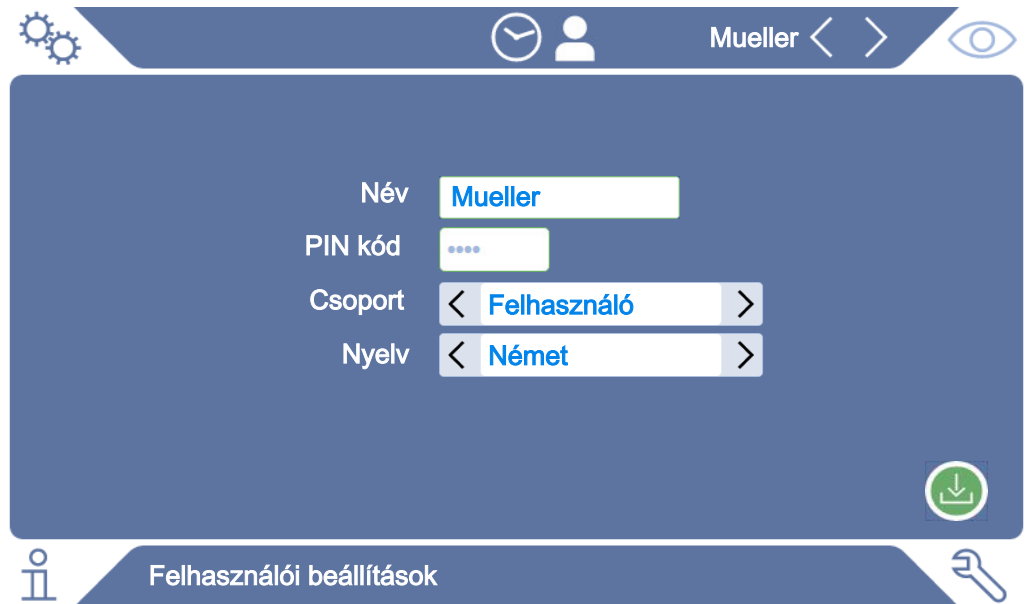 Mueller
Név Mueller
PIN kód ••••
Csoport Felhasználó
Nyelv Német
Felhasználói beállítások